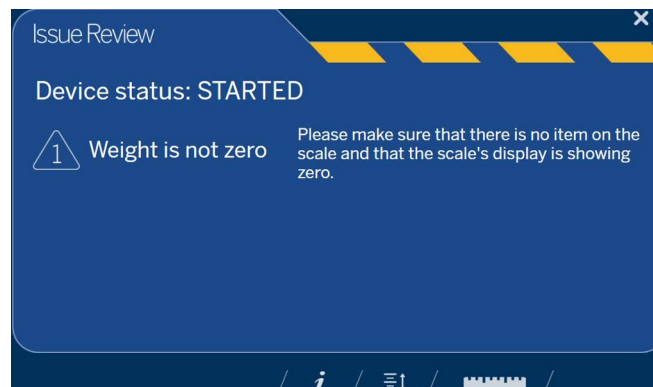 Issue Review
Device status: STARTED
1 Weight is not zero
Please make sure that there is no item on the
scale and that the scale's display is showing
zero.
i